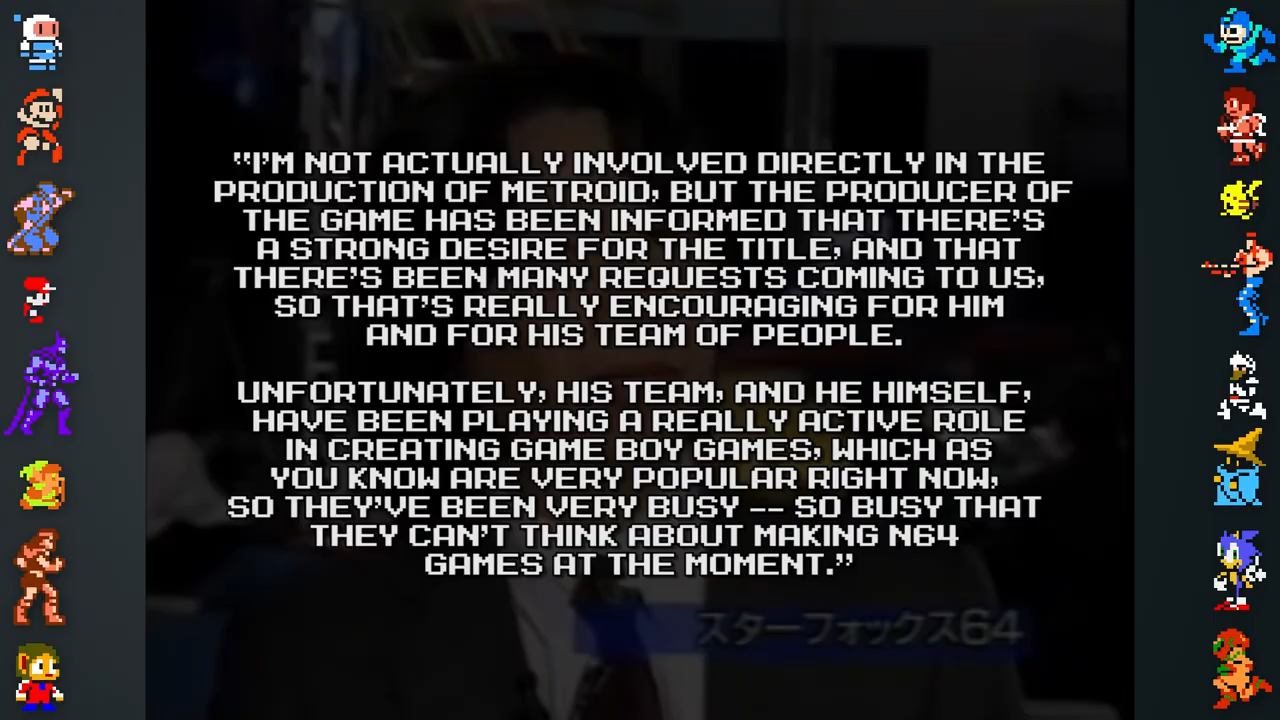 "I'M NOT ACTUALLY INVOLVED DIRECTLY IN THE
PRODUCTION OF METROID, BUT THE PRODUCER OF
THE GAME HAS BEEN INFORMED THAT THERE'S
A STRONG DESIRE FOR THE TITLE, AND THAT
THERE'S BEEN MANY REQUESTS COMING TO US,
SO THAT'S REALLY ENCOURAGING FOR HIM
AND FOR HIS TEAM OF PEOPLE.
UNFORTUNATELY, HIS TEAM, AND HE HIMSELF,
HAVE BEEN PLAYING A REALLY ACTIVE ROLE
IN CREATING GAME BOY GAMES, WHICH AS
YOU KNOW ARE VERY POPULAR RIGHT NOW,
SO THEY'VE BEEN VERY BUSY -- SO BUSY THAT
THEY CAN'T THINK ABOUT MAKING N64
GAMES AT THE MOMENT."
スターフォックス64